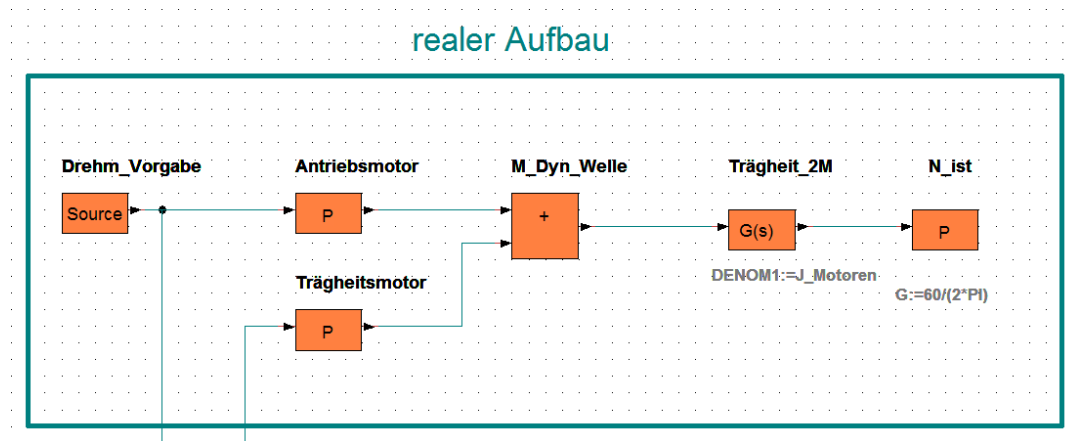 realer Aufbau
Drehm_Vorgabe
Antriebsmotor
M_Dyn_Welle
Trägheit_2M
N_ist
Source
P
+
G(s)
P
DENOM1:=J_Motoren
G:=60/(2*PI)
Trägheitsmotor
P